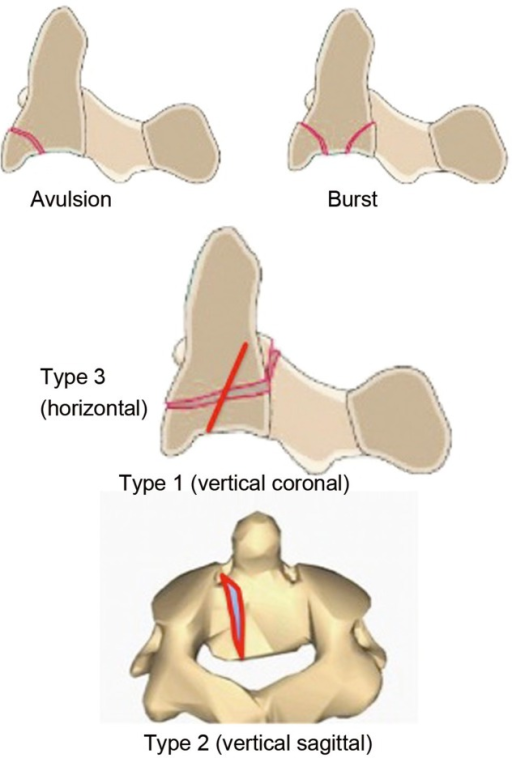 Avulsion
Burst
Type 3
(horizontal)
Type 1 (vertical coronal)
Type 2 (vertical sagittal)